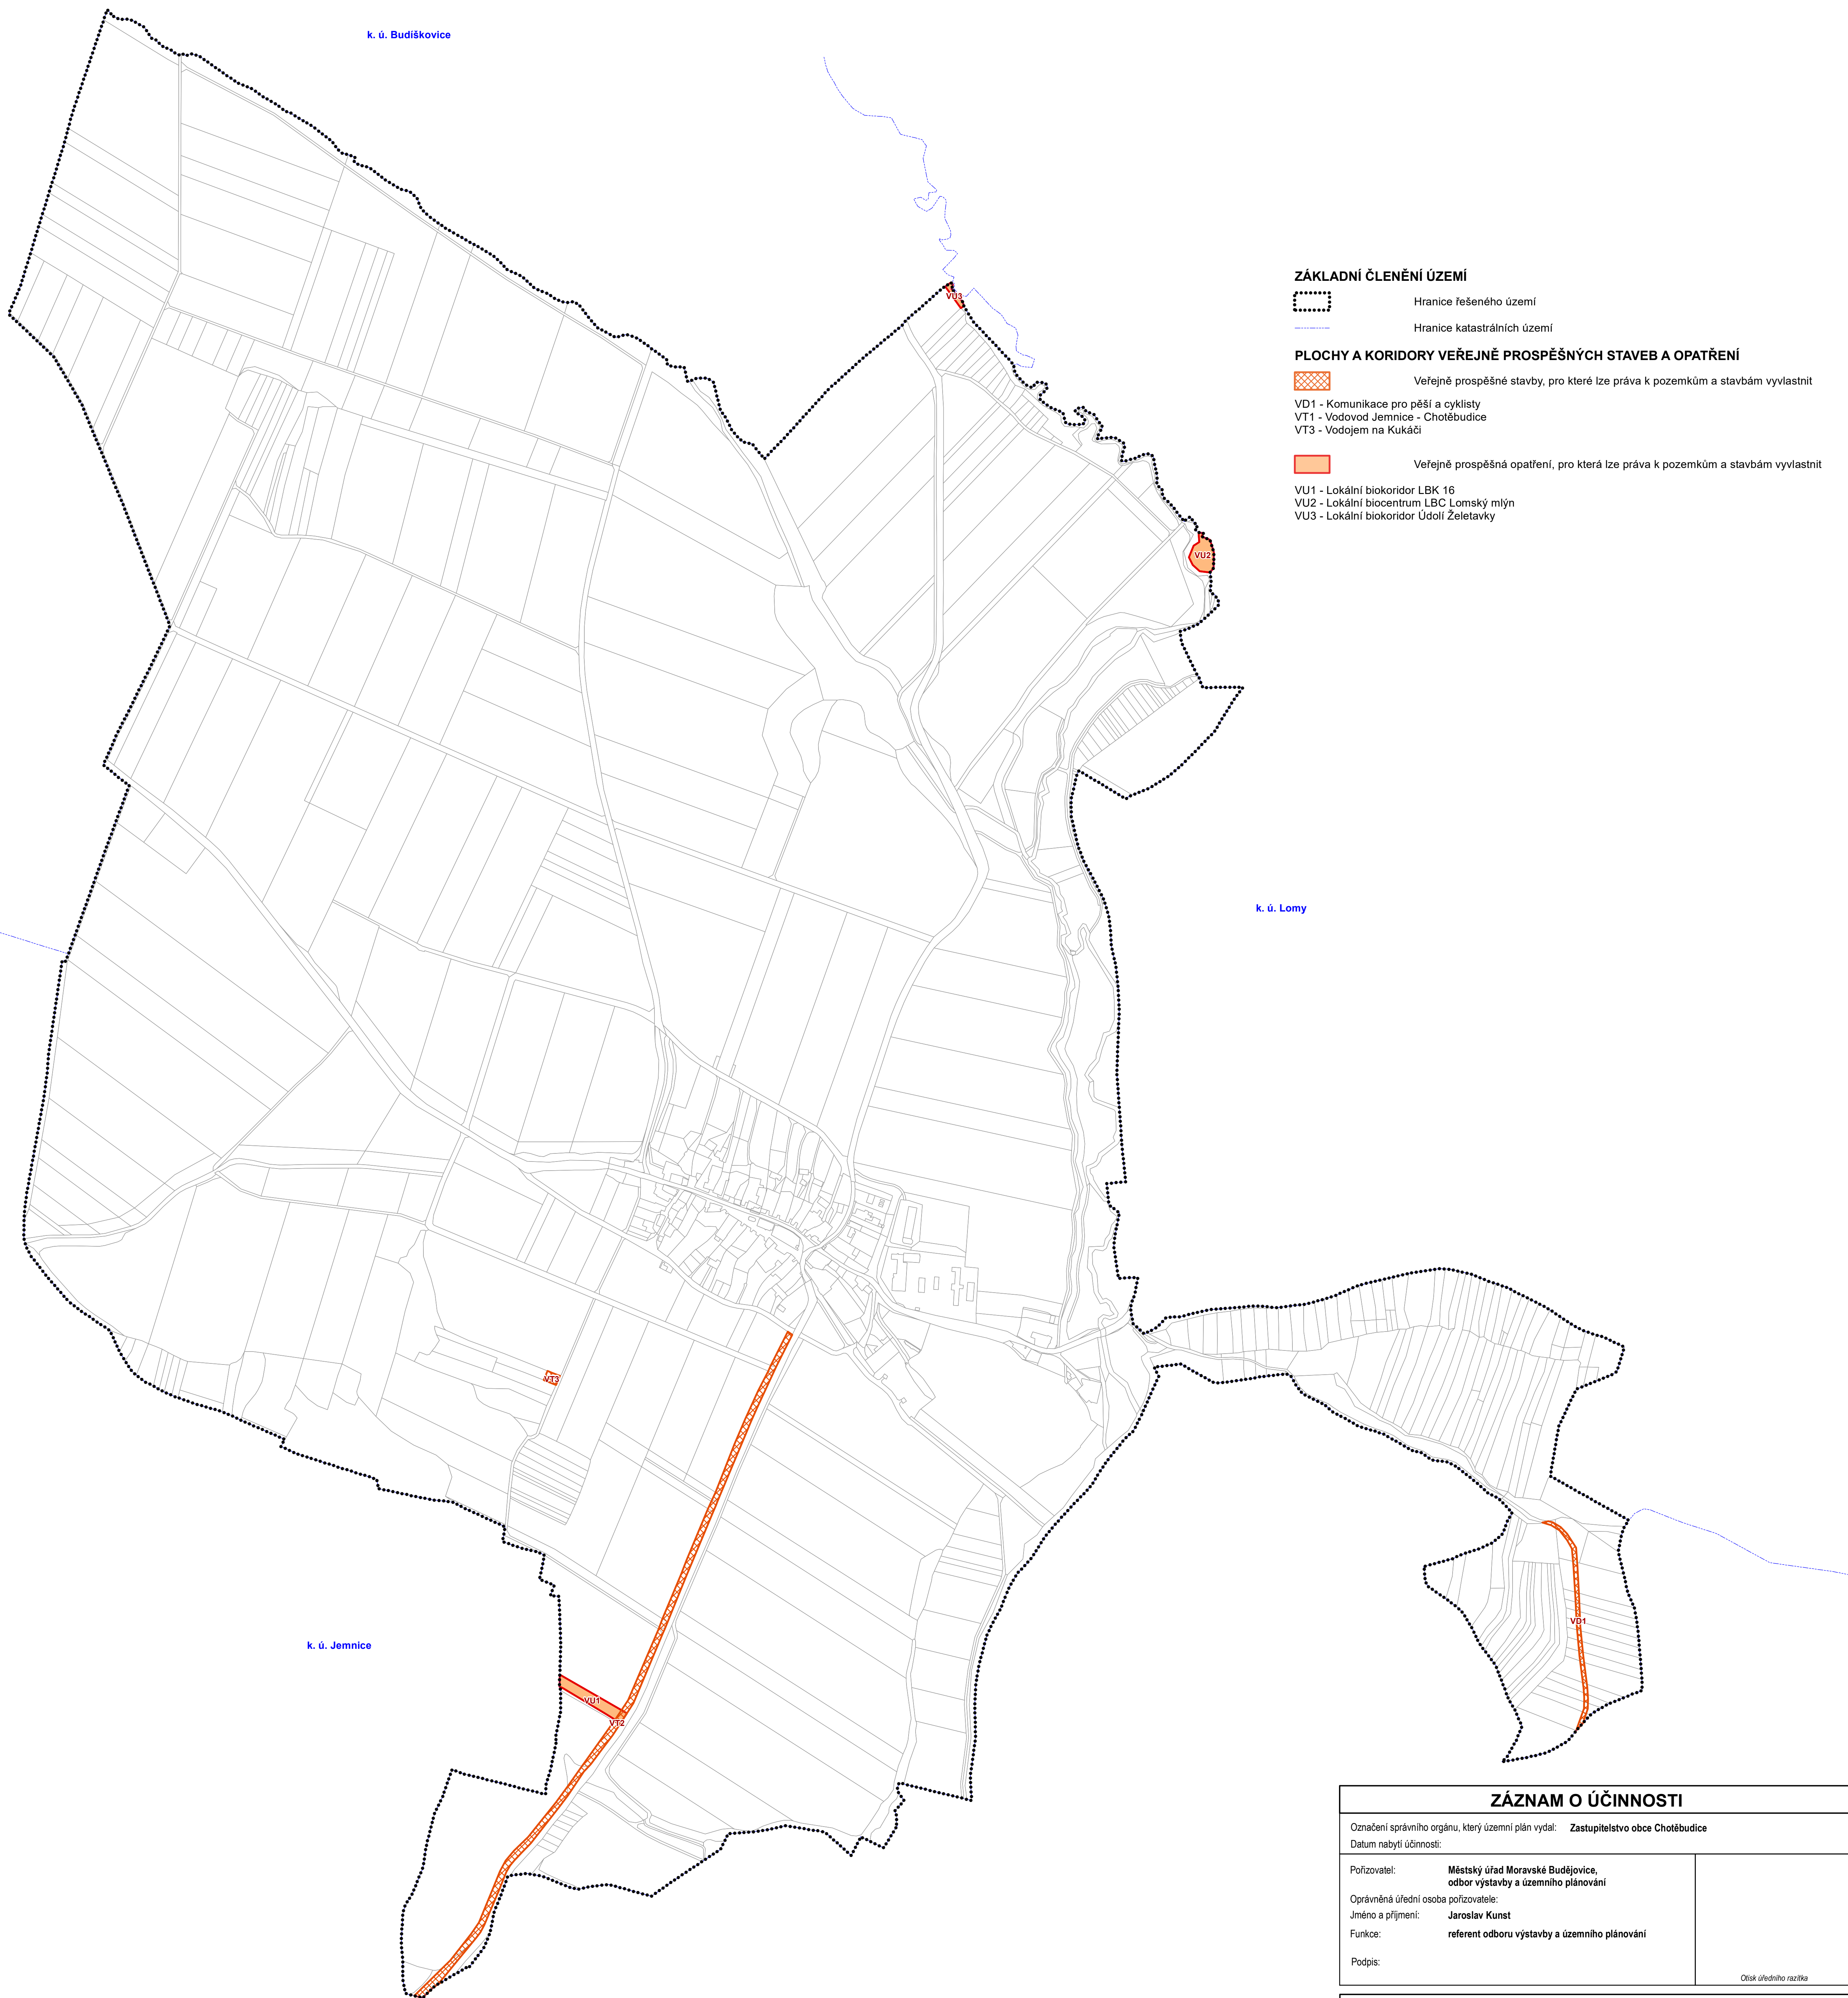 k. ú. Budíškovice
VU3
ZÁKLADNÍ ČLENĚNÍ ÚZEMÍ
Hranice řešeného území
Hranice katastrálních území
PLOCHY A KORIDORY VEŘEJNĚ PROSPĚŠNÝCH STAVEB A OPATŘENÍ
Veřejně prospěšné stavby, pro které lze práva k pozemkům a stavbám vyvlastnit
VD1 - Komunikace pro pěší a cyklisty
VT1 - Vodovod Jemnice - Chotěbudice
VT3 - Vodojem na Kukáči
Veřejně prospěšná opatření, pro která lze práva k pozemkům a stavbám vyvlastnit
VU1 - Lokální biokoridor LBK 16
VU2 - Lokální biocentrum LBC Lomský mlýn
VU3 - Lokální biokoridor Údolí Želetavky
VU2
k. ú. Lomy
VT3
VD1
k. ú. Jemnice
VU1
VT2
ZÁZNAM O ÚČINNOSTI
Označení správního orgánu, který územní plán vydal: Zastupitelstvo obce Chotěbudice
Datum nabytí účinnosti:
Pořizovatel: Městský úřad Moravské Budějovice,
odbor výstavby a územního plánování
Oprávněná úřední osoba pořizovatele:
Jméno a příjmení: Jaroslav Kunst
Funkce: referent odboru výstavby a územního plánování
Podpis:
Otisk úředního razítka